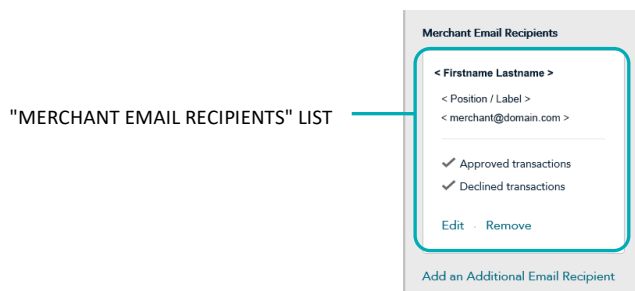 Merchant Email Recipients
"MERCHANT EMAIL RECIPIENTS" LIST
< Firstname Lastname >
< Position / Label >
< merchant@domain.com >
Approved transactions
Declined transactions
Edit · Remove
Add an Additional Email Recipient